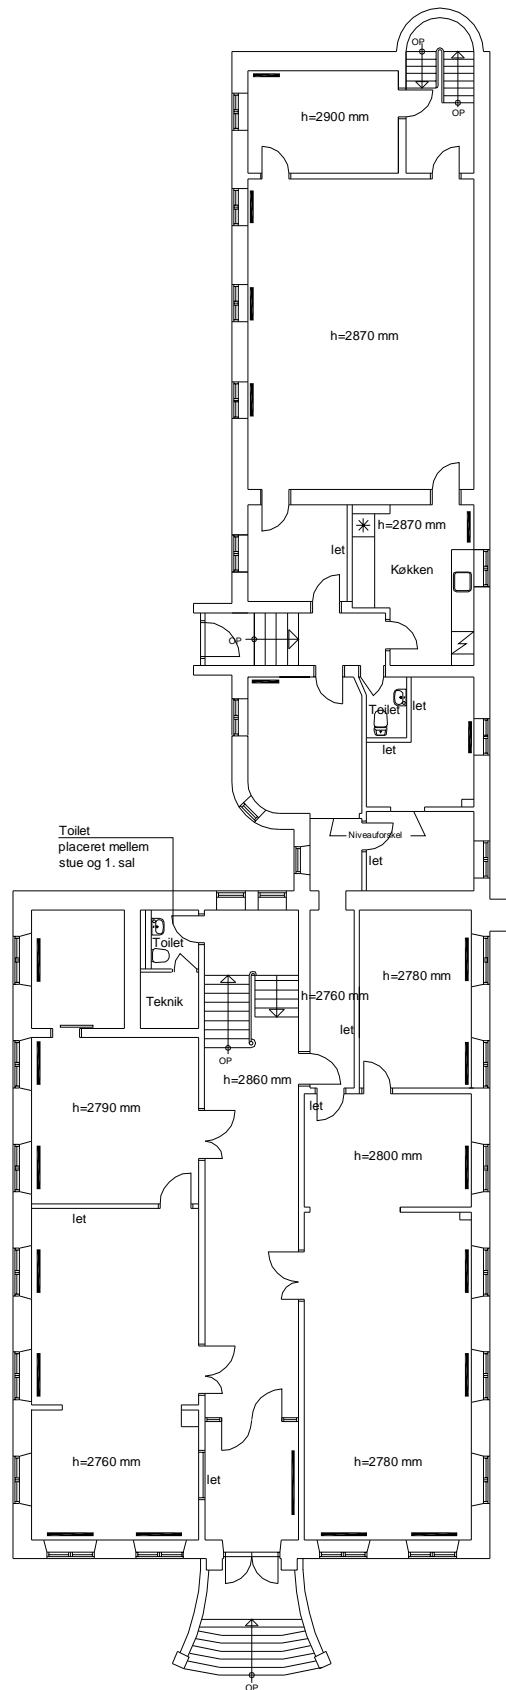 OP
OP
h=2900 mm
h=2870 mm
h=2870 mm
let
Køkken
OP
Toilet
let
let
Niveauforskel
let
Toilet
placeret mellem
stue og 1. sal
Toilet
h=2780 mm
Teknik
h=2760 mm
let
OP
h=2860 mm
let
h=2790 mm
h=2800 mm
let
h=2760 mm
h=2780 mm
let
OP